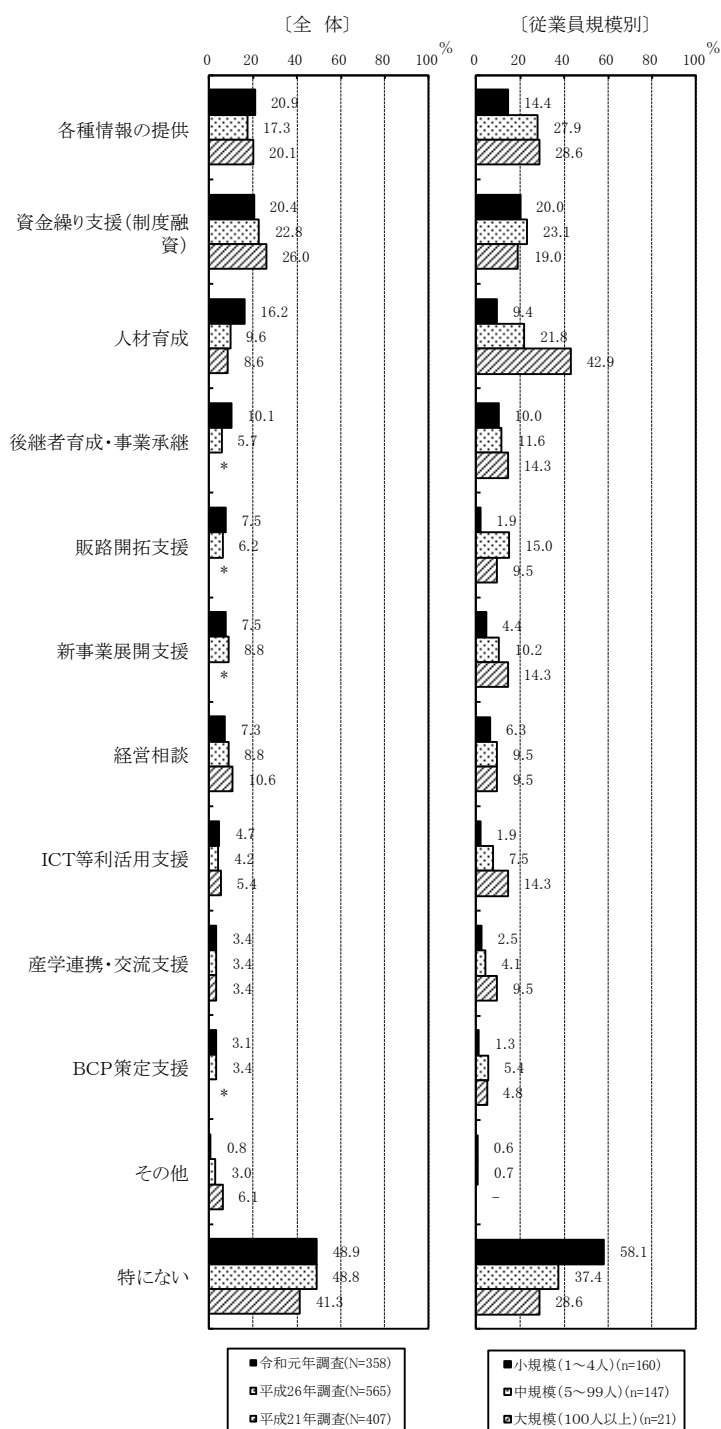 〔全 体〕 〔従業員規模別〕
0 20 40 60 80 100 % 0 20 40 60 80 100 %
各種情報の提供
20.9 14.4
17.3 27.9
20.1 28.6
資金繰り支援(制度融
資)
20.4 20.0
22.8 23.1
26.0 19.0
人材育成
16.2 9.4
9.6 21.8
8.6 42.9
後継者育成・事業承継
10.1 10.0
5.7 11.6
* 14.3
販路開拓支援
7.5 1.9
6.2 15.0
* 9.5
新事業展開支援
7.5 4.4
8.8 10.2
* 14.3
経営相談
7.3 6.3
8.8 9.5
10.6 9.5
ICT等利活用支援
4.7 1.9
4.2 7.5
5.4 14.3
産学連携・交流支援
3.4 2.5
3.4 4.1
3.4 9.5
BCP策定支援
3.1 1.3
3.4 5.4
* 4.8
その他
0.8 0.6
3.0 0.7
6.1 -
特にない
48.9 58.1
48.8 37.4
41.3 28.6
令和元年調査(N=358)
平成26年調査(N=565)
平成21年調査(N=407)
小規模(1〜4人)(n=160)
中規模(5〜99人)(n=147)
大規模(100人以上)(n=21)